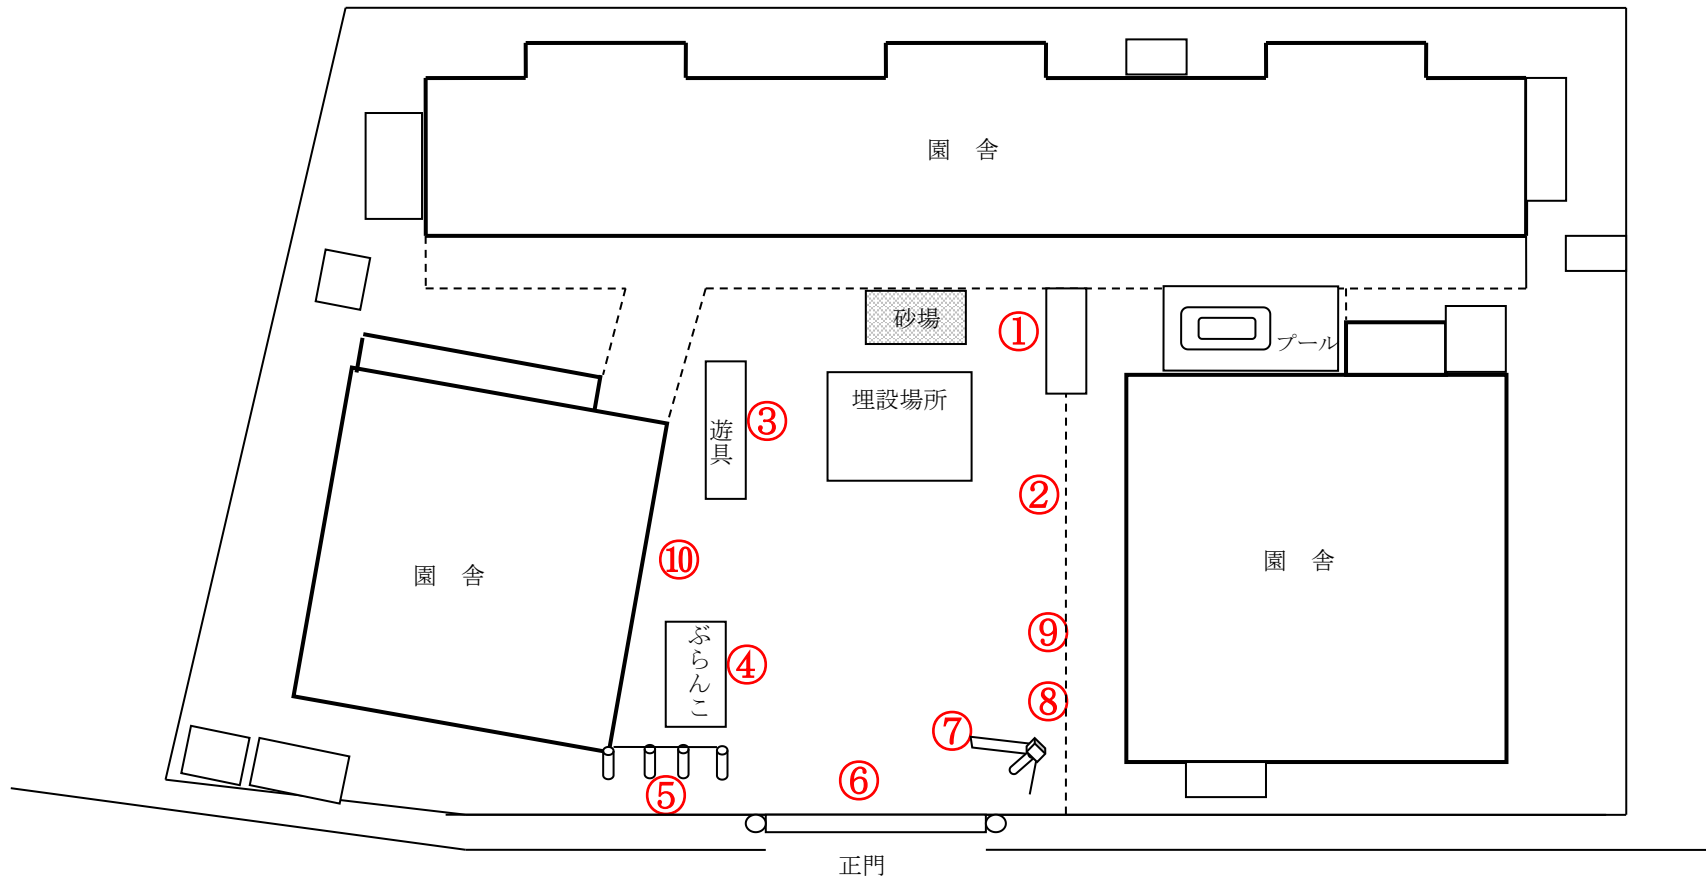 園　舎
砂場
①
プール
埋設場所
③
遊具
②
⑩
園　舎
園　舎
⑨
ぶらんこ
④
⑧
⑦
⑥
⑤
正門